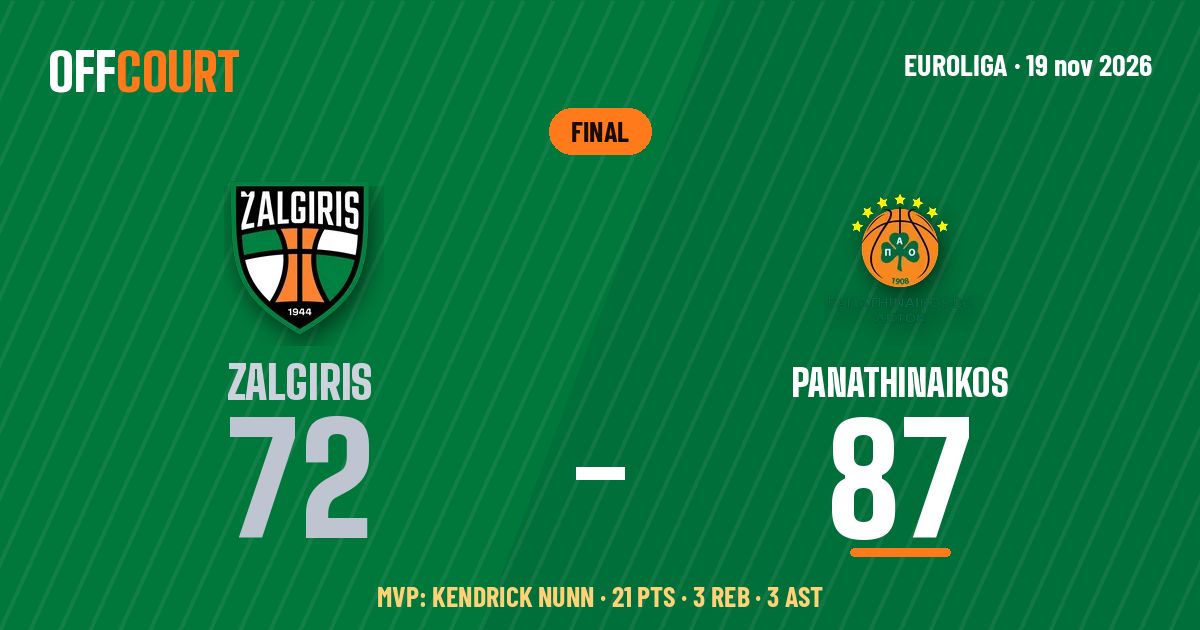 OFFCOURT
EUROLIGA · 19 nov 2026
FINAL
ŽALGIRIS
1944
ZALGIRIS
72
Π Α Ο
1908
PANATHINAIKOS
87
–
MVP: KENDRICK NUNN · 21 PTS · 3 REB · 3 AST